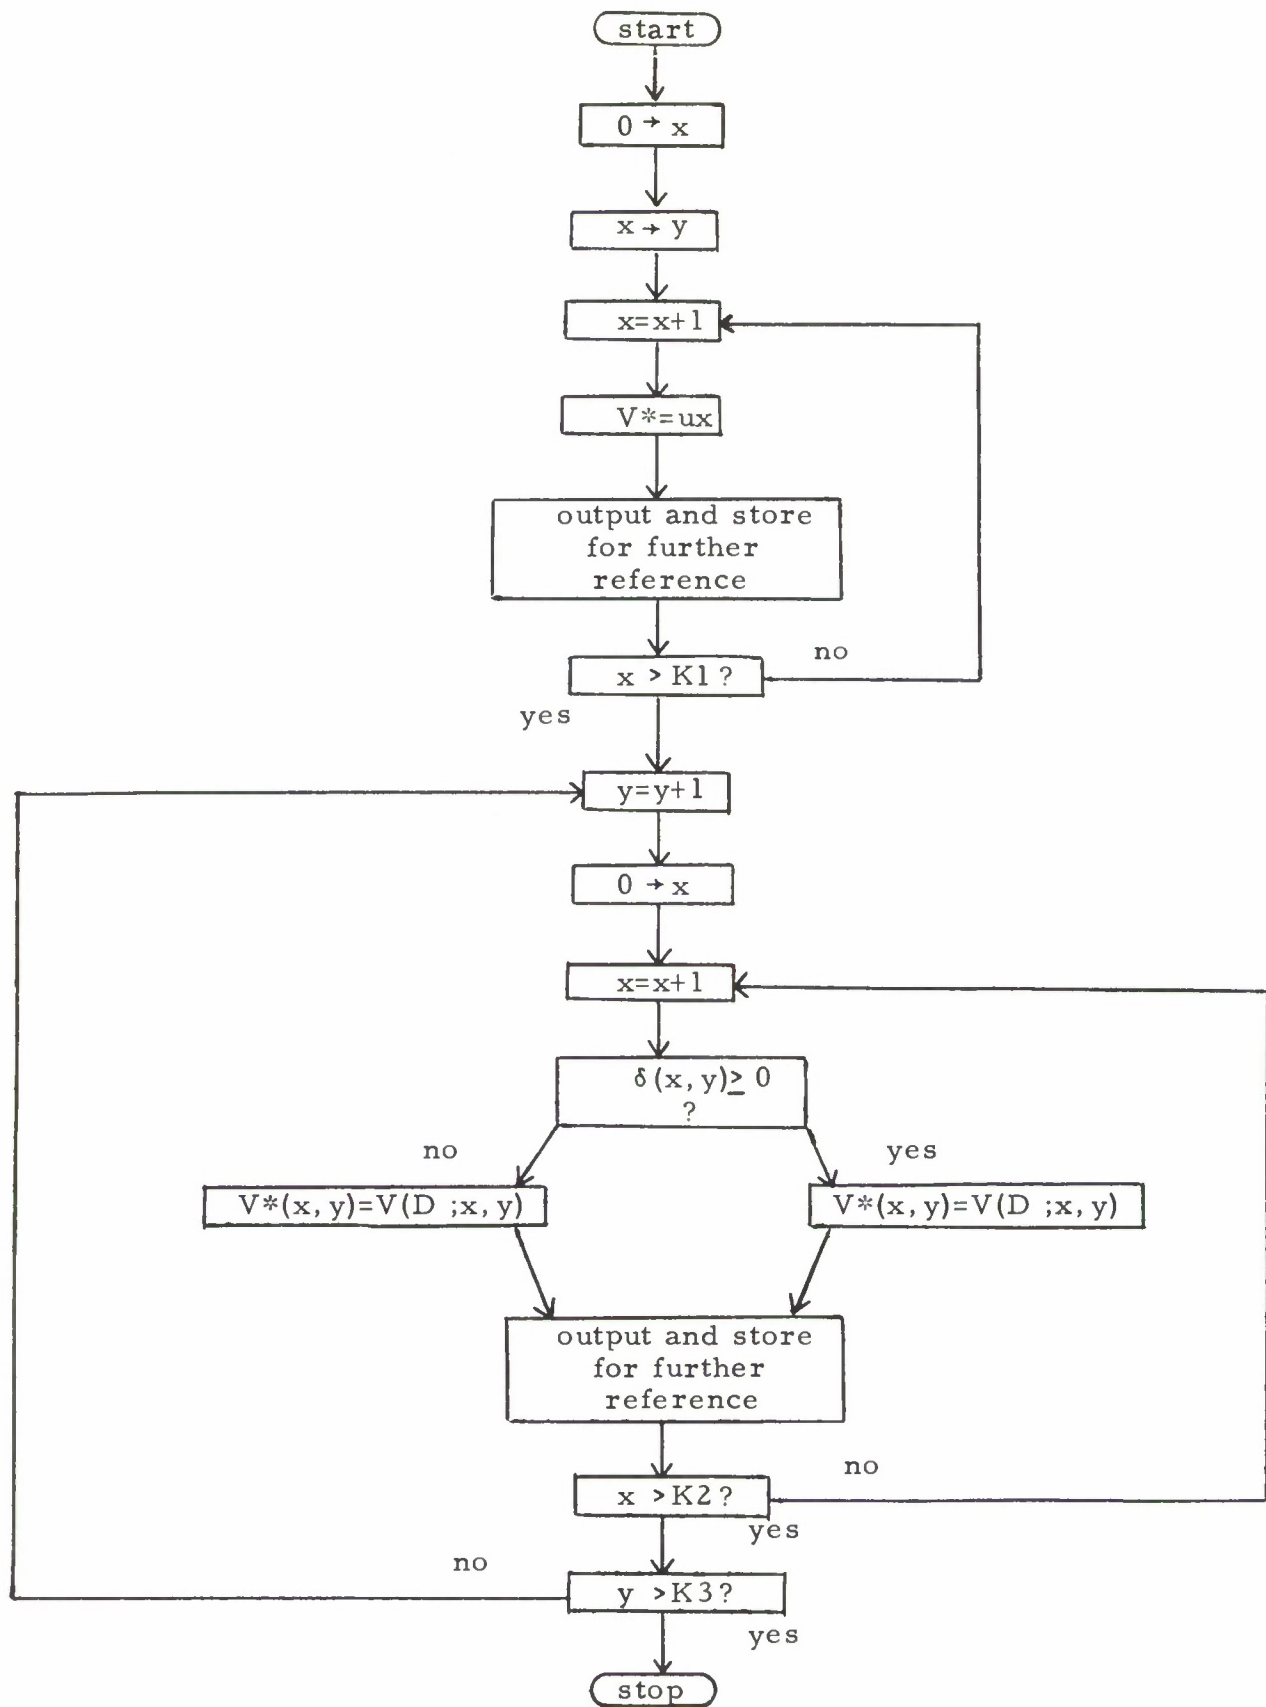 start
0 → x
x → y
x=x+1
V*=ux
output and store
for further
reference
x > K1 ?
no
yes
y=y+1
0 → x
x=x+1
δ(x, y) ≥ 0
?
no
yes
V*(x, y)=V(D ;x, y)
V*(x, y)=V(D ;x, y)
output and store
for further
reference
x >K2?
no
yes
y >K3?
no
yes
stop